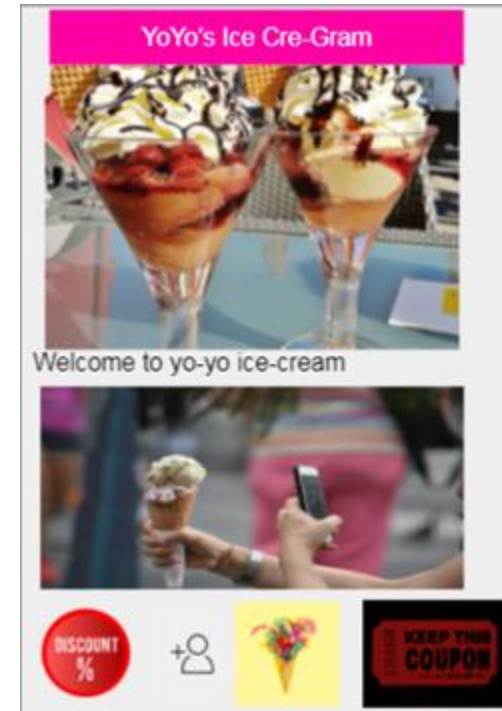 YoYo's Ice Cre-Gram
Welcome to yo-yo ice-cream
DISCOUNT
%
KEEP THIS
COUPON